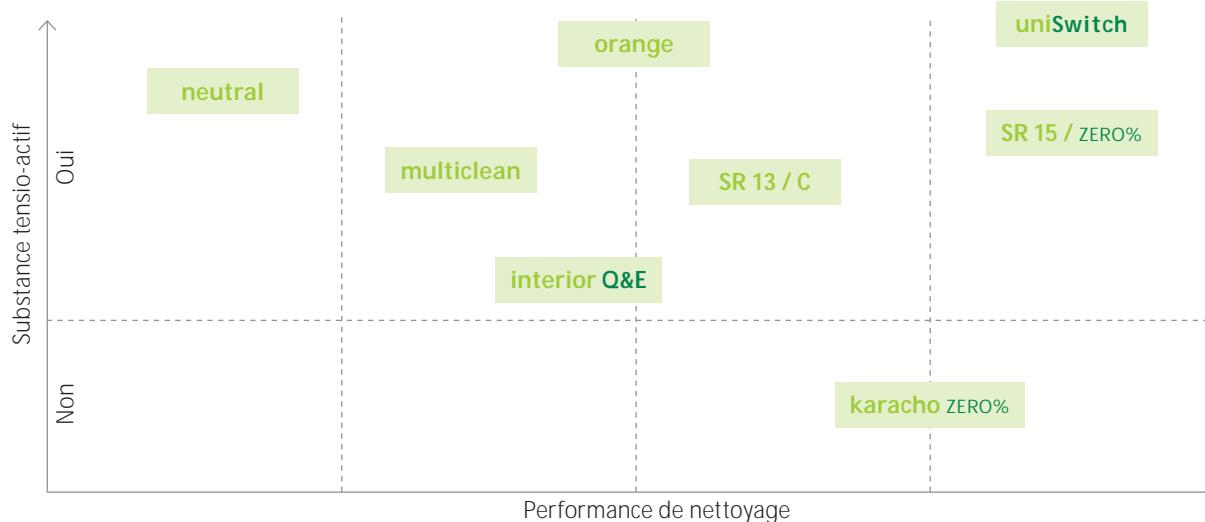 uniSwitch
orange
neutral
SR 15 / ZERO%
multiclean
SR 13 / C
interior Q&E
karacho ZERO%
Substance tensio-actif
Oui
Non
Performance de nettoyage